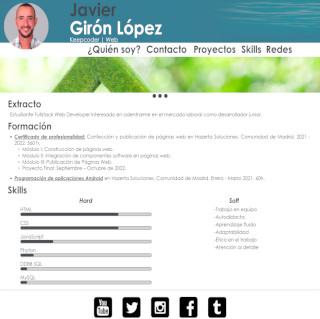 Javier
Girón López
Keepcoder | Web
¿Quién soy? Contacto Proyectos Skills Redes
Extracto
Estudiante Fullstack Web Developer interesado en adentrarme en el mercado laboral como desarrollador junior.
Formación
• Certificado de profesionalidad: Confección y publicación de páginas web en Hazerta Soluciones. Comunidad de Madrid. 2021 -
2022. 560 h.
◦ Módulo I: Construcción de páginas web.
◦ Módulo II: Integración de componentes software en páginas web.
◦ Módulo III: Publicación de Páginas Web.
◦ Proyecto Final. Septiembre - Octubre de 2022.
• Programación de aplicaciones Android en Hazerta Soluciones. Comunidad de Madrid. Enero - Marzo 2021. 60h.
Skills
Hard
HTML
CSS
JavaScript
Phyton
DDBB SQL
MySQL
Soft
-Trabajo en equipo
-Autodidacta
-Aprendizaje fluido
-Adaptabilidad
-Ética en el trabajo
-Atención al detalle
You
Tube